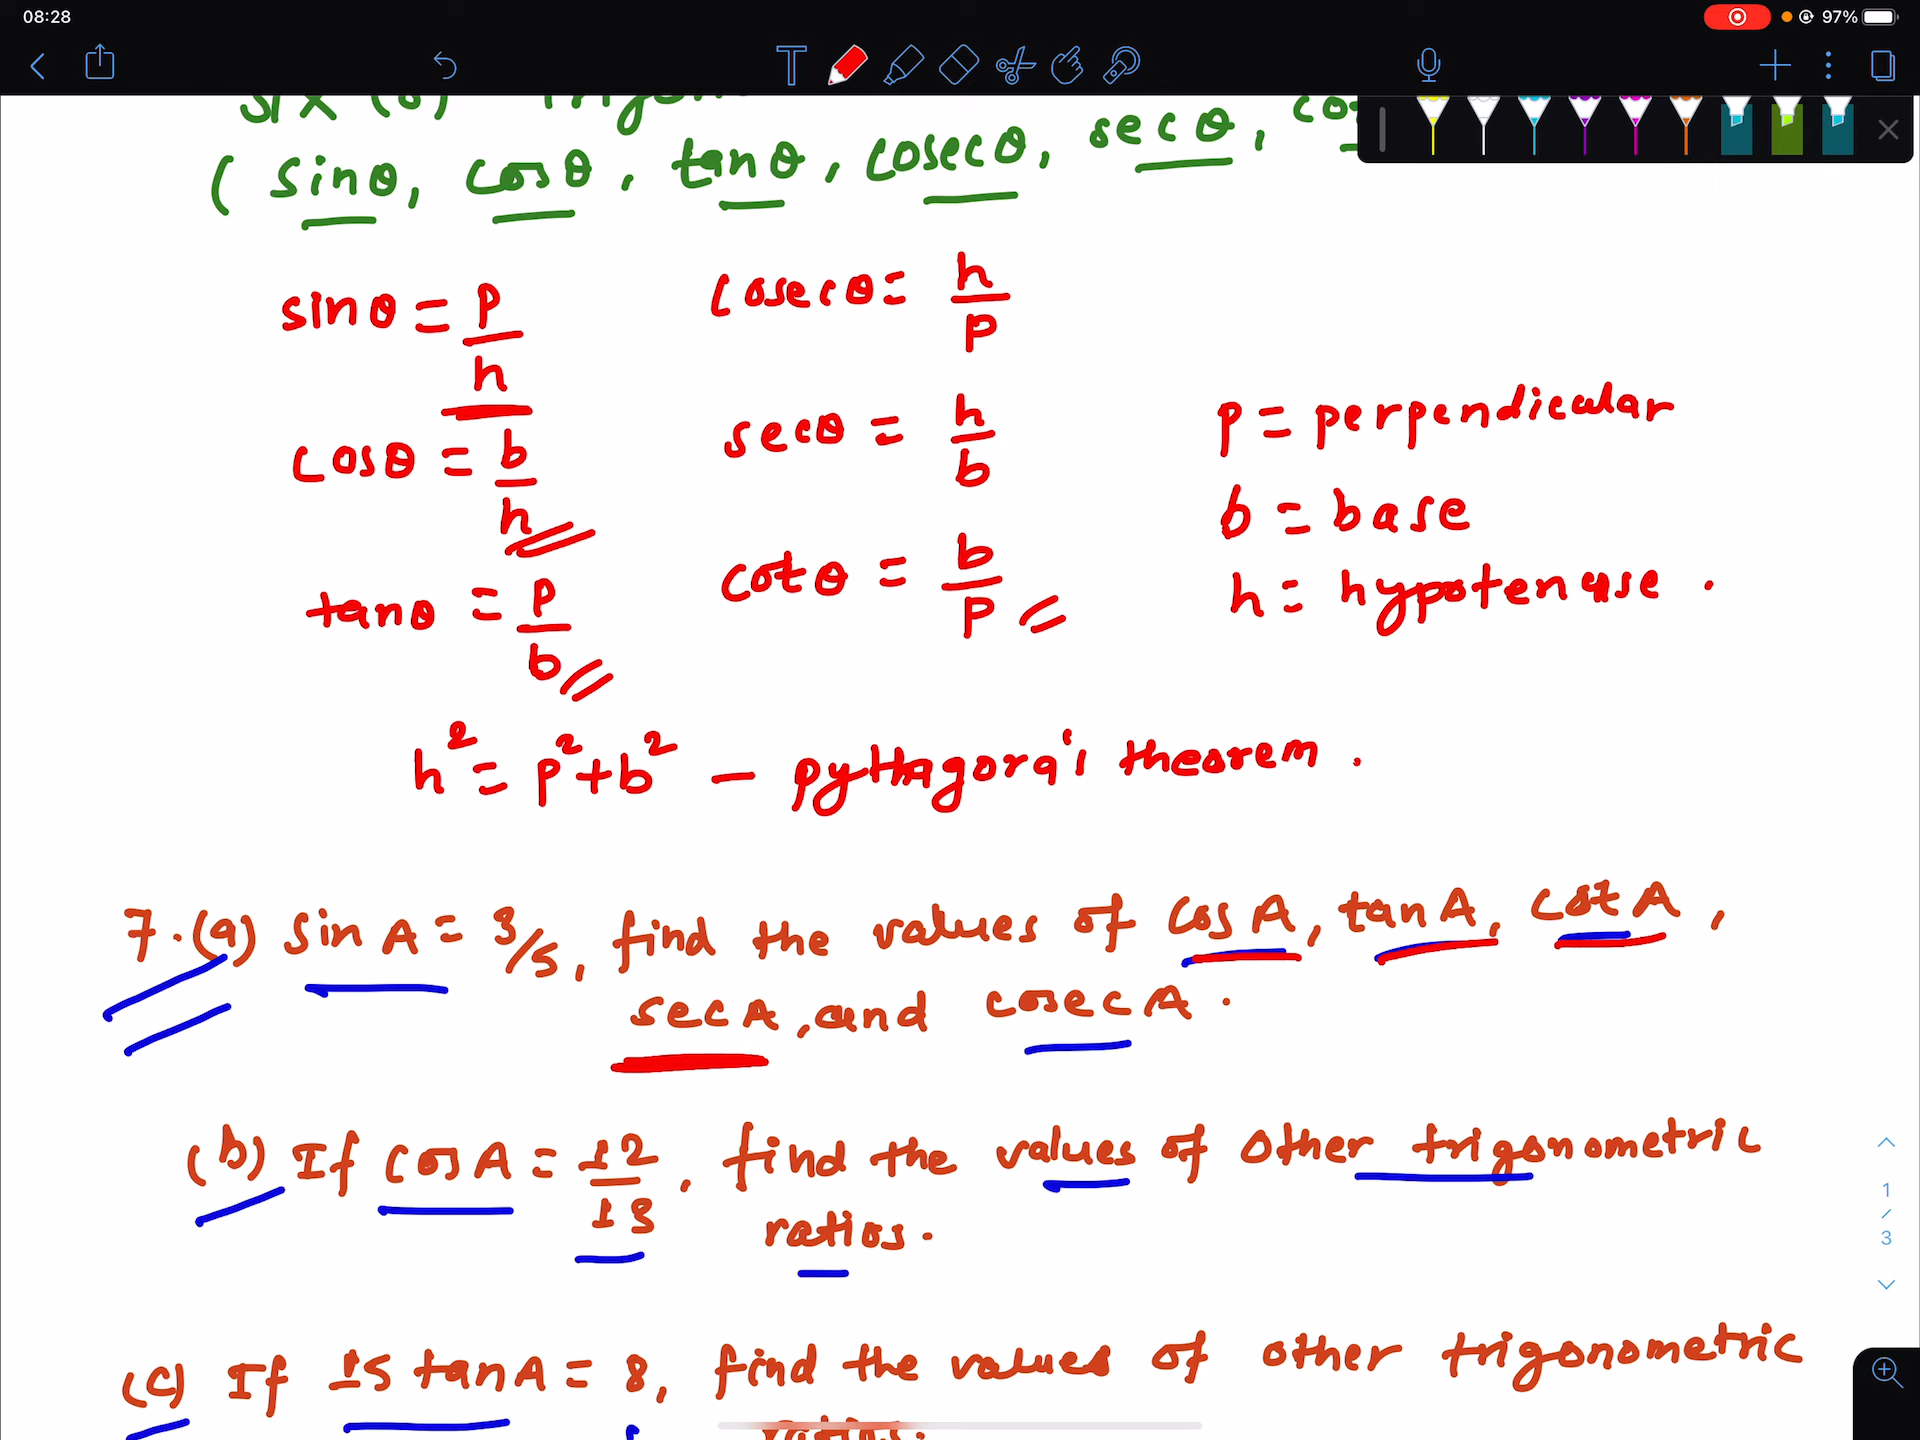 08:28
97%
six (6)
( sinθ, cosθ, tanθ, cosecθ, secθ,
sinθ = p/h
cosecθ = h/p
cosθ = b/h
secθ = h/b
p = perpendicular
b = base
tanθ = p/b
cotθ = b/p
h = hypotenuse .
h² = p²+b² – pythagora's theorem .
7.(a) sin A = 3/5, find the values of cos A, tan A, cot A ,
sec A, and cosec A .
(b) If cos A = 12/13 . find the values of other trigonometric
ratios.
1
/
3
(c) If 15 tan A = 8, find the values of other trigonometric
ratios.